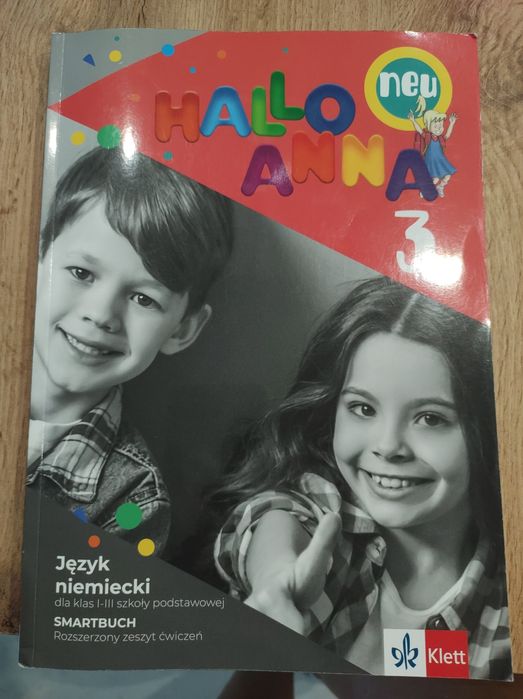 neu
HALLO
ANNA
3
Język
niemiecki
dla klas I-III szkoły podstawowej
SMARTBUCH
Rozszerzony zeszyt ćwiczeń
Klett